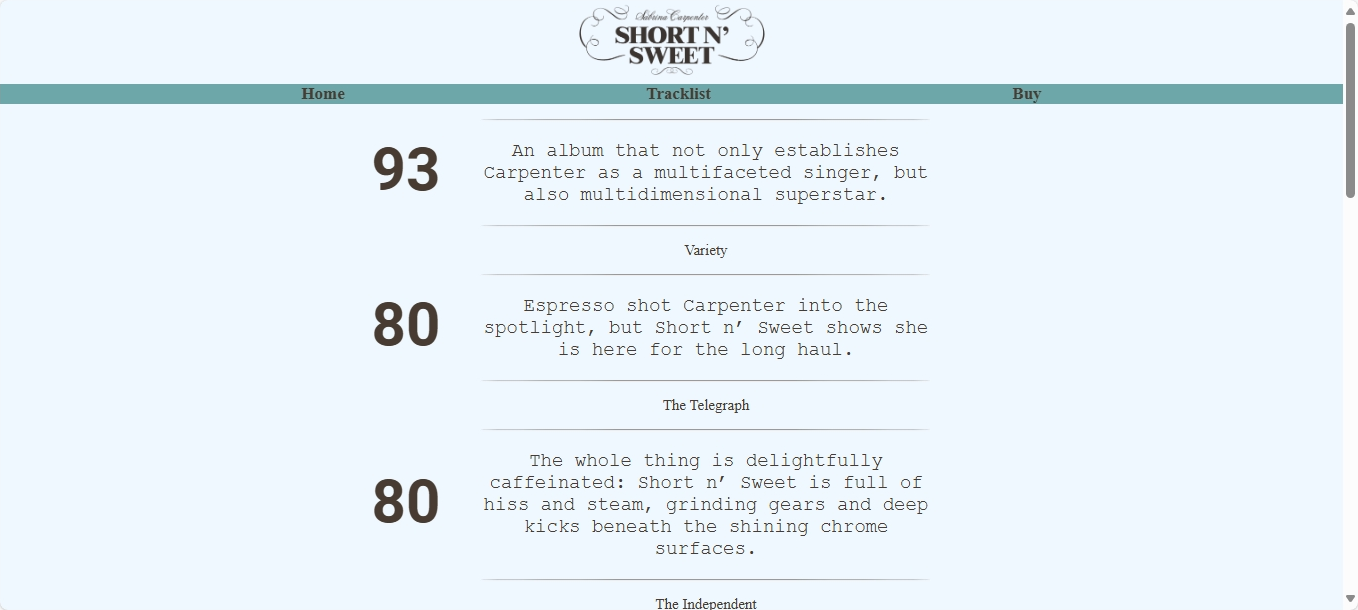 Sabrina Carpenter
SHORT N’
SWEET
Home Tracklist Buy
93
An album that not only establishes
Carpenter as a multifaceted singer, but
also multidimensional superstar.
Variety
80
Espresso shot Carpenter into the
spotlight, but Short n’ Sweet shows she
is here for the long haul.
The Telegraph
80
The whole thing is delightfully
caffeinated: Short n’ Sweet is full of
hiss and steam, grinding gears and deep
kicks beneath the shining chrome
surfaces.
The Independent